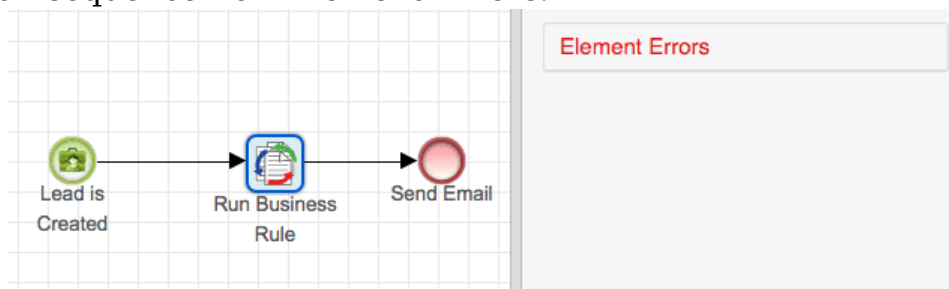 Element Errors
Lead is
Created
Run Business
Rule
Send Email